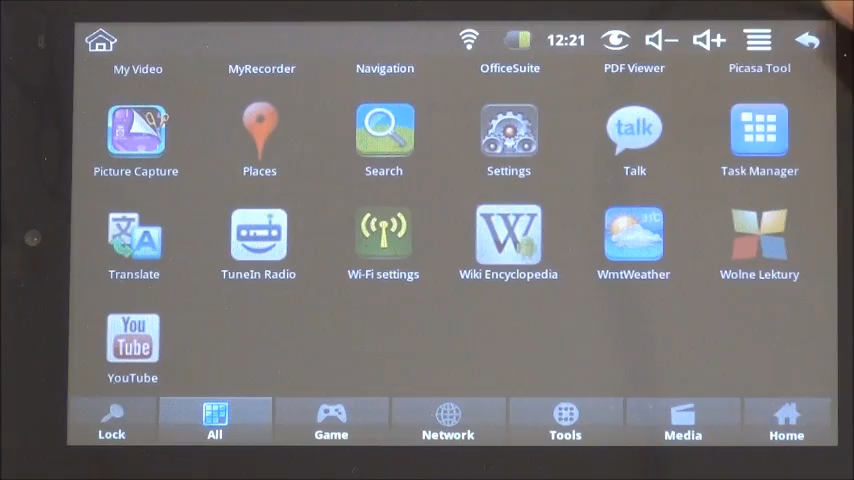 12:21
My Video MyRecorder Navigation OfficeSuite PDF Viewer Picasa Tool
talk
Picture Capture Places Search Settings Talk Task Manager
文 A W 31°C
Translate TuneIn Radio Wi-Fi settings Wiki Encyclopedia WmtWeather Wolne Lektury
You
Tube
YouTube
Lock All Game Network Tools Media Home